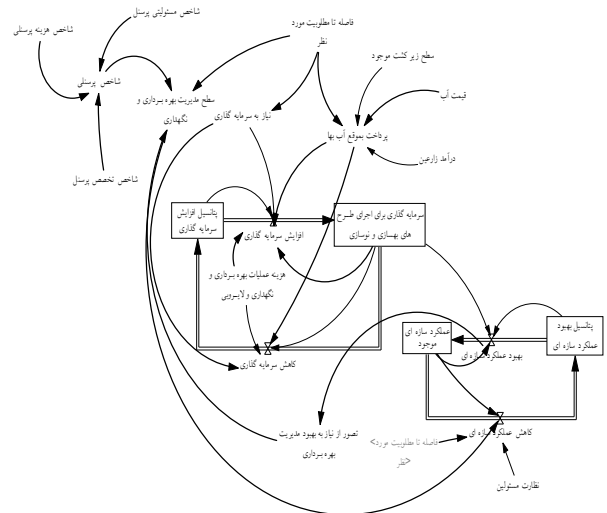 شاخص مسئولیتی پرسنل
شاخص هزینه پرسنلی
فاصله تا مطلوبیت مورد
نظر
سطح زیر کشت موجود
شاخص پرسنلی
قیمت آب
سطح مدیریت بهره برداری و
نگهداری
نیاز به سرمایه گذاری
پرداخت بموقع آب بها
درآمد زارعین
شاخص تخصص پرسنل
پتانسیل افزایش
سرمایه گذاری
سرمایه گذاری برای اجرای طرح
های بهسازی و نوسازی
افزایش سرمایه گذاری
هزینه عملیات بهره برداری و
نگهداری و لایروبی
پتانسیل بهبود
عملکرد سازه ای
عملکرد سازه ای
موجود
بهبود عملکرد سازه ای
کاهش سرمایه گذاری
تصور از نیاز به بهبود مدیریت
بهره برداری
کاهش عملکرد سازه ای
<فاصله تا مطلوبیت مورد
نظر>
نظارت مسئولین